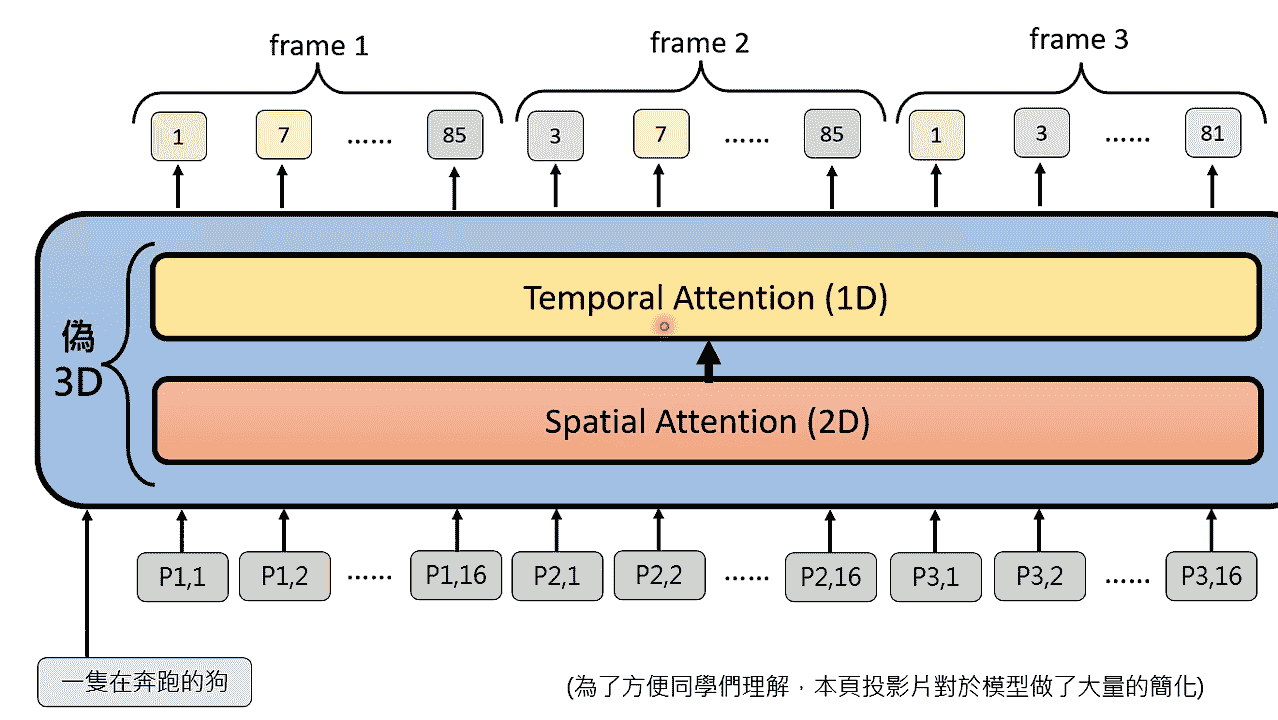 frame 1
frame 2
frame 3
1 7 ...... 85 3 7 ...... 85 1 3 ...... 81
Temporal Attention (1D)
偽
3D
Spatial Attention (2D)
P1,1 P1,2 ...... P1,16 P2,1 P2,2 ...... P2,16 P3,1 P3,2 ...... P3,16
一隻在奔跑的狗
(為了方便同學們理解，本頁投影片對於模型做了大量的簡化)